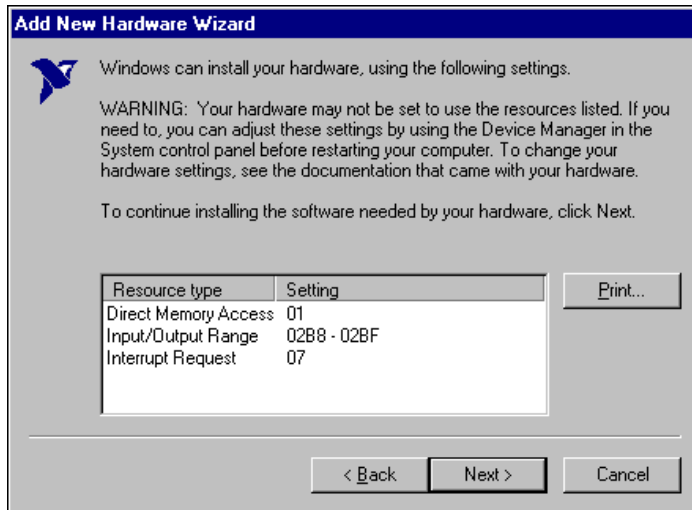 Add New Hardware Wizard
Windows can install your hardware, using the following settings.
WARNING: Your hardware may not be set to use the resources listed. If you
need to, you can adjust these settings by using the Device Manager in the
System control panel before restarting your computer. To change your
hardware settings, see the documentation that came with your hardware.
To continue installing the software needed by your hardware, click Next.
Resource type Setting
Direct Memory Access 01
Input/Output Range 02B8 - 02BF
Interrupt Request 07
Print...
< Back Next > Cancel